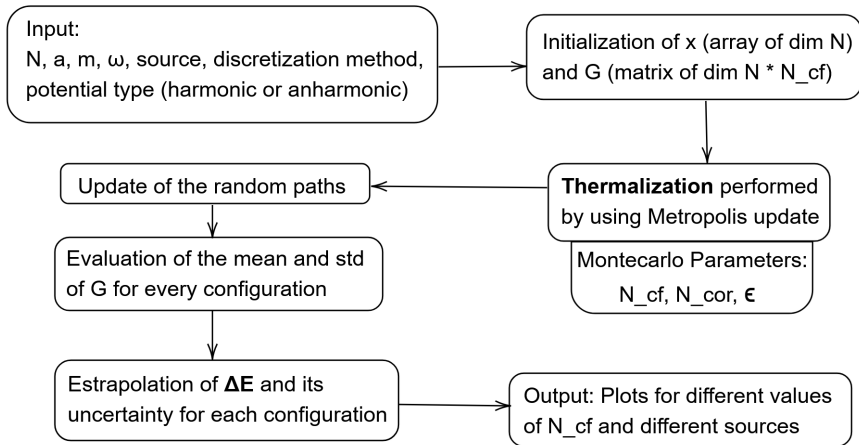 Input:
N, a, m, ω, source, discretization method,
potential type (harmonic or anharmonic)
Initialization of x (array of dim N)
and G (matrix of dim N * N_cf)
Thermalization performed
by using Metropolis update
Montecarlo Parameters:
N_cf, N_cor, ϵ
Update of the random paths
Evaluation of the mean and std
of G for every configuration
Estrapolation of ΔE and its
uncertainty for each configuration
Output: Plots for different values
of N_cf and different sources